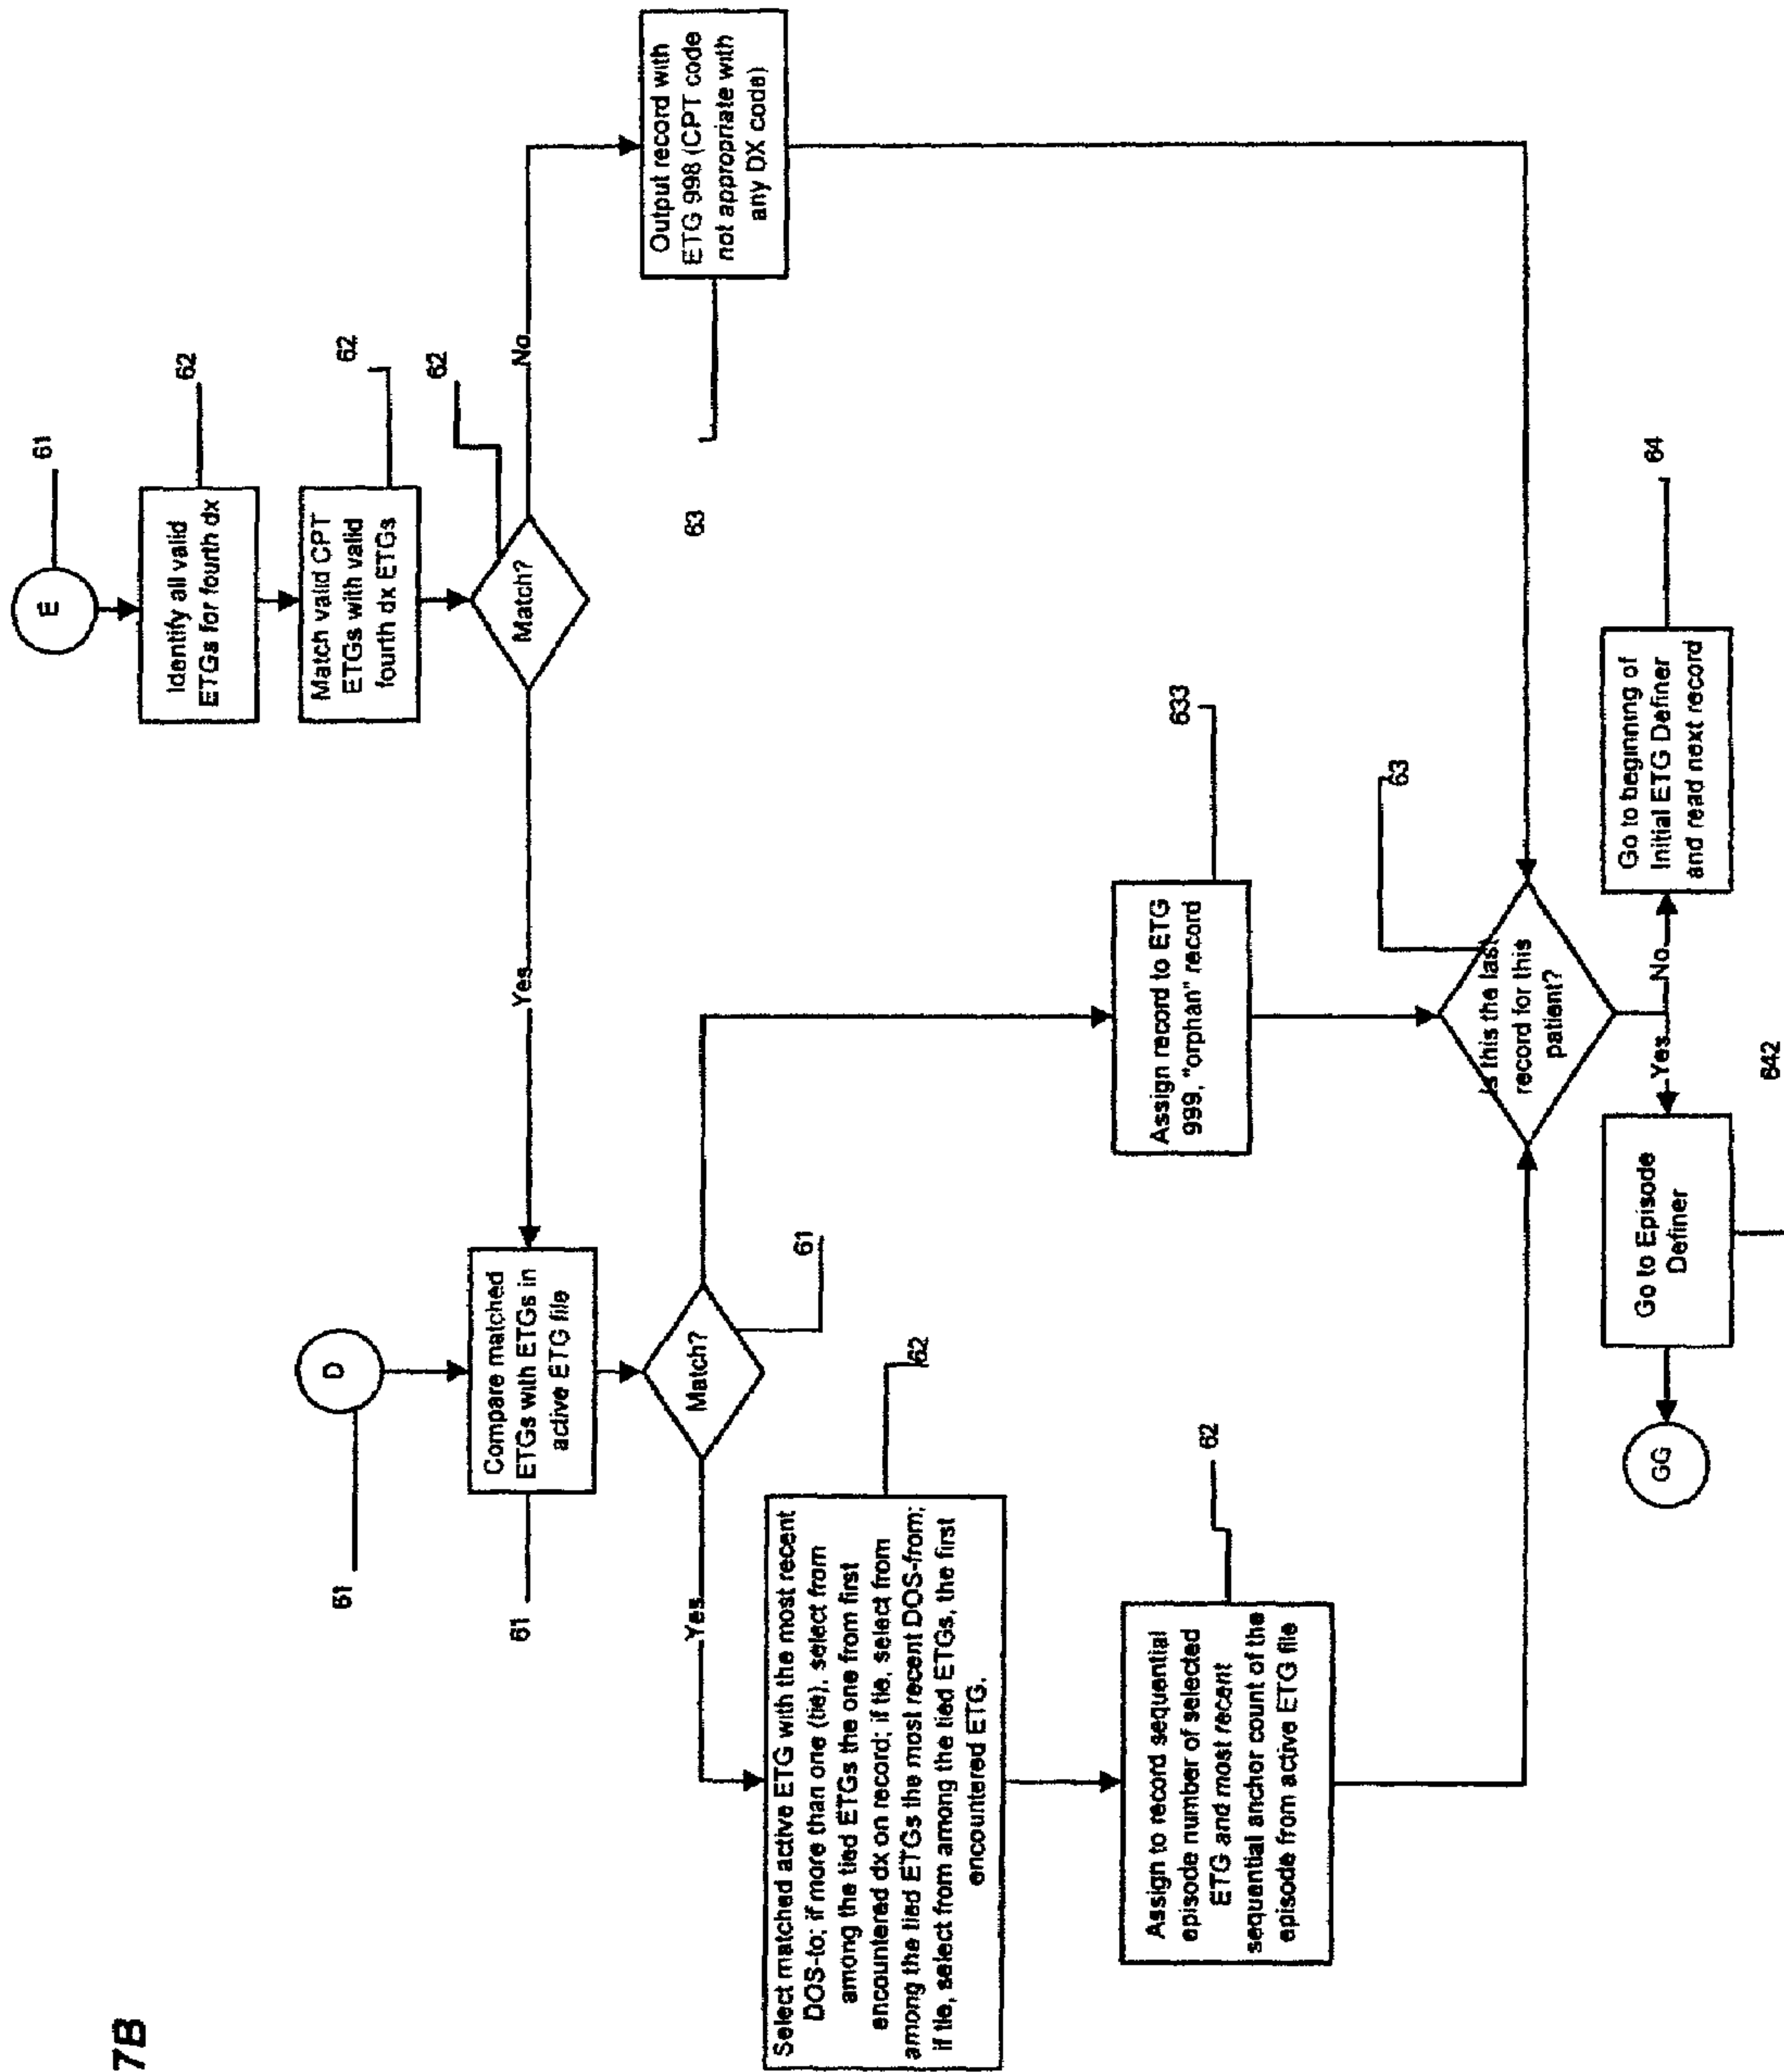 7B
E
61
Identify all valid
ETGs for fourth dx
62
Match valid CPT
ETGs with valid
fourth dx ETGs
62
Match?
62
No
Yes
Output record with
ETG 998 (CPT code
not appropriate with
any DX code)
63
D
61
Compare matched
ETGs with ETGs in
active ETG file
61
Match?
61
Yes
Select matched active ETG with the most recent
DOS-to; if more than one (tie), select from
among the tied ETGs the one from first
encountered dx on record; if tie, select from
among the tied ETGs the most recent DOS-from;
if tie, select from among the tied ETGs, the first
encountered ETG.
62
Assign to record sequential
episode number of selected
ETG and most recent
sequential anchor count of the
episode from active ETG file
62
Assign record to ETG
999, "orphan" record
633
Is this the last
record for this
patient?
63
No
Yes
Go to beginning of
Initial ETG Definer
and read next record
64
Go to Episode
Definer
642
GG